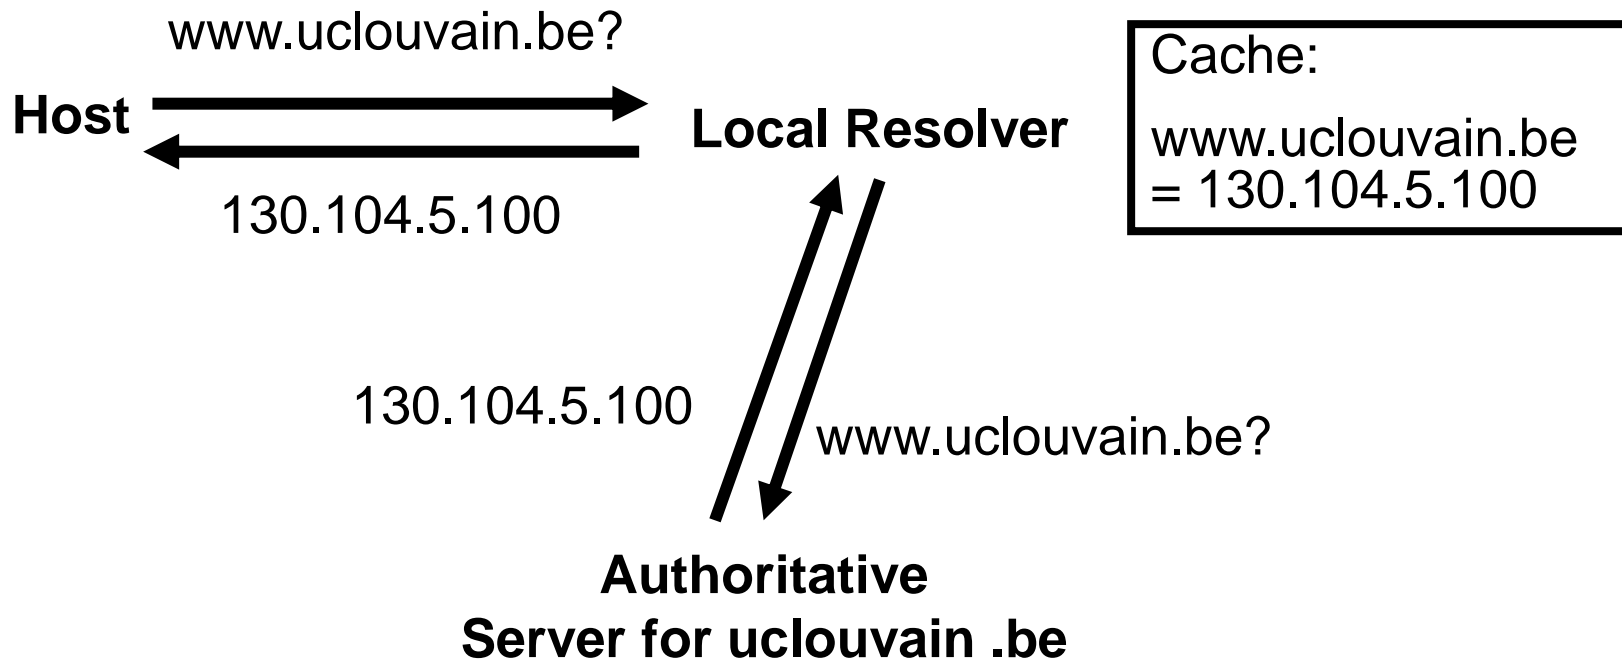 www.uclouvain.be?
Host
Local Resolver
130.104.5.100
Cache:
www.uclouvain.be
= 130.104.5.100
130.104.5.100
www.uclouvain.be?
Authoritative
Server for uclouvain .be